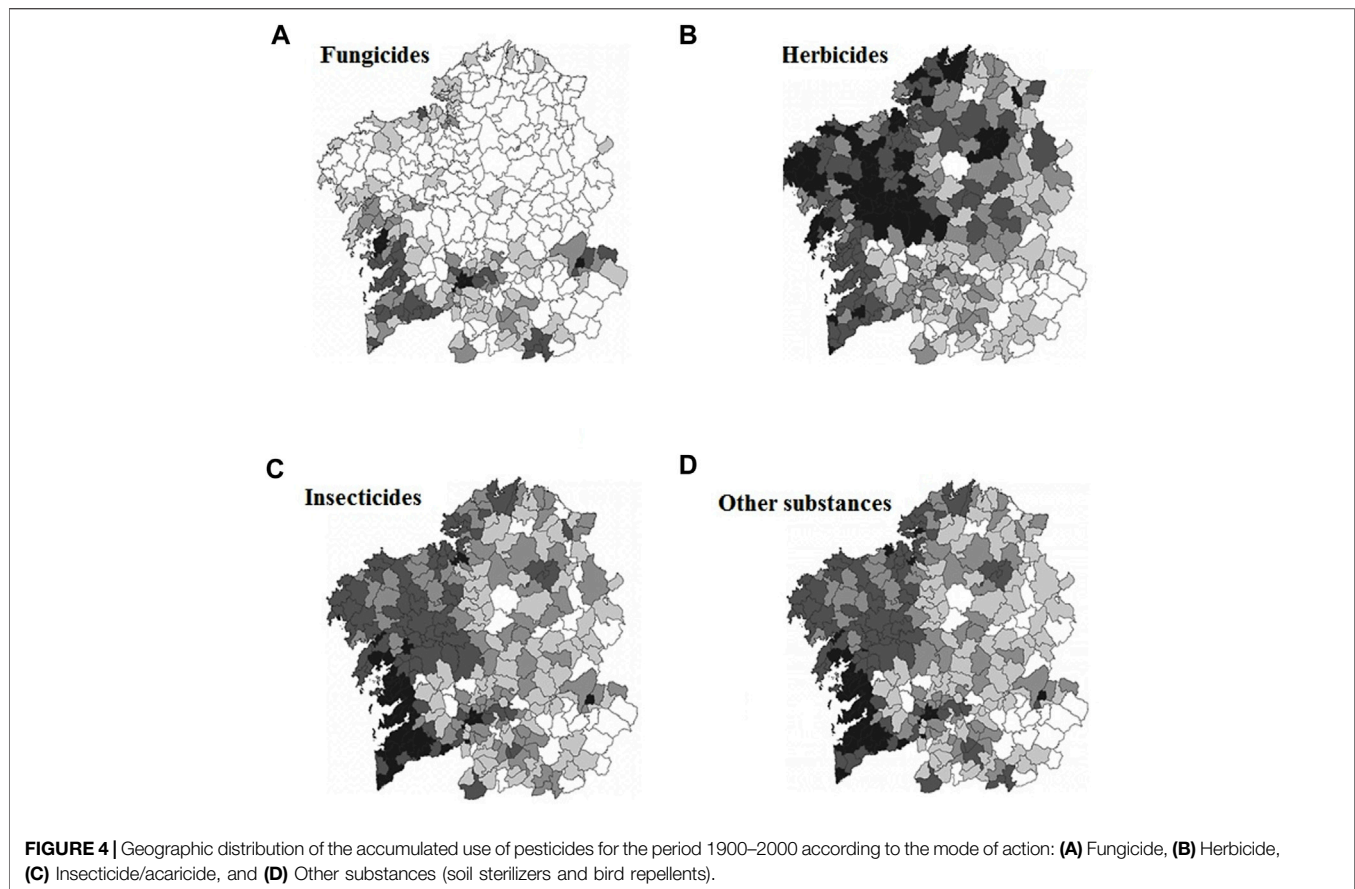 A
Fungicides
B
Herbicides
C
Insecticides
D
Other substances
FIGURE 4 | Geographic distribution of the accumulated use of pesticides for the period 1900–2000 according to the mode of action: (A) Fungicide, (B) Herbicide,
(C) Insecticide/acaricide, and (D) Other substances (soil sterilizers and bird repellents).